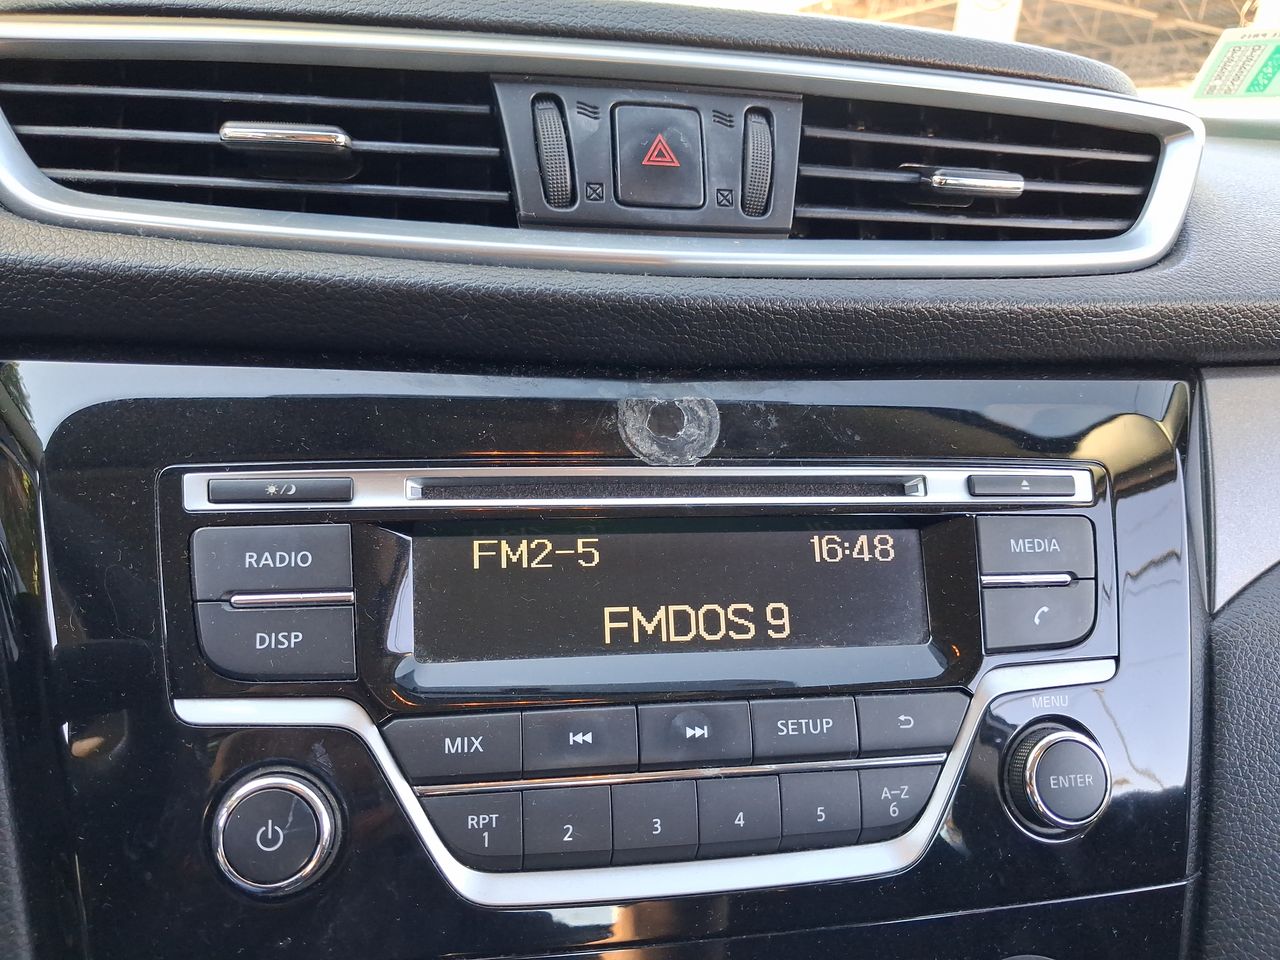 RADIO
DISP
FM2-5
16:48
FMDOS 9
MEDIA
MIX
SETUP
MENU
ENTER
RPT
1
2
3
4
5
A-Z
6